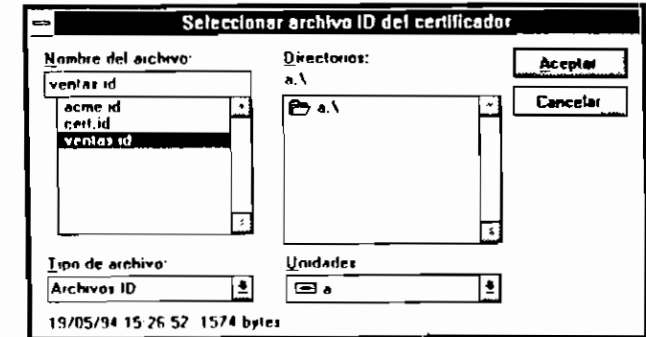 Seleccionar archivo ID del certificador
Nombre del archivo:
ventas id
acme id
cert.id
ventas id
Directorios:
a.\
a.\
Aceptar
Cancelar
Tipo de archivo:
Archivos ID
Unidades
a
19/05/94 15:26 52 1574 bytes